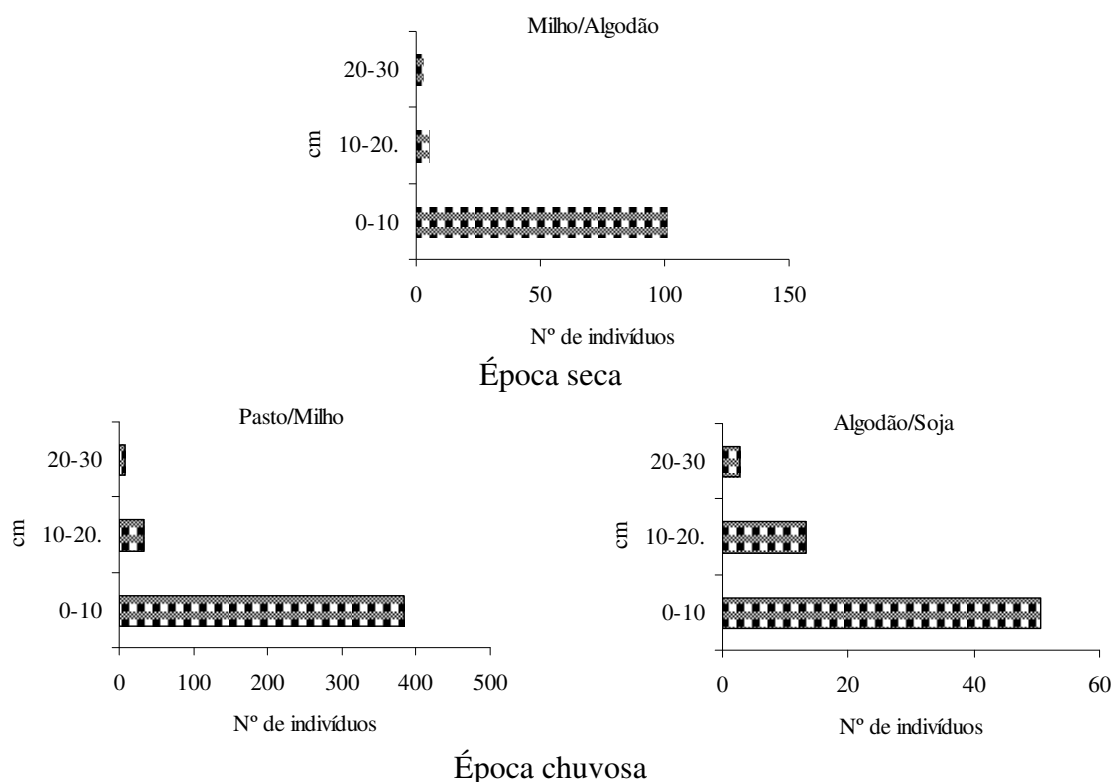 Milho/Algodão
20-30
10-20.
0-10
cm
0 50 100 150
Nº de indivíduos
Época seca
Pasto/Milho
20-30
10-20.
0-10
cm
0 100 200 300 400 500
Nº de indivíduos
Algodão/Soja
20-30
10-20.
0-10
cm
0 20 40 60
Nº de indivíduos
Época chuvosa